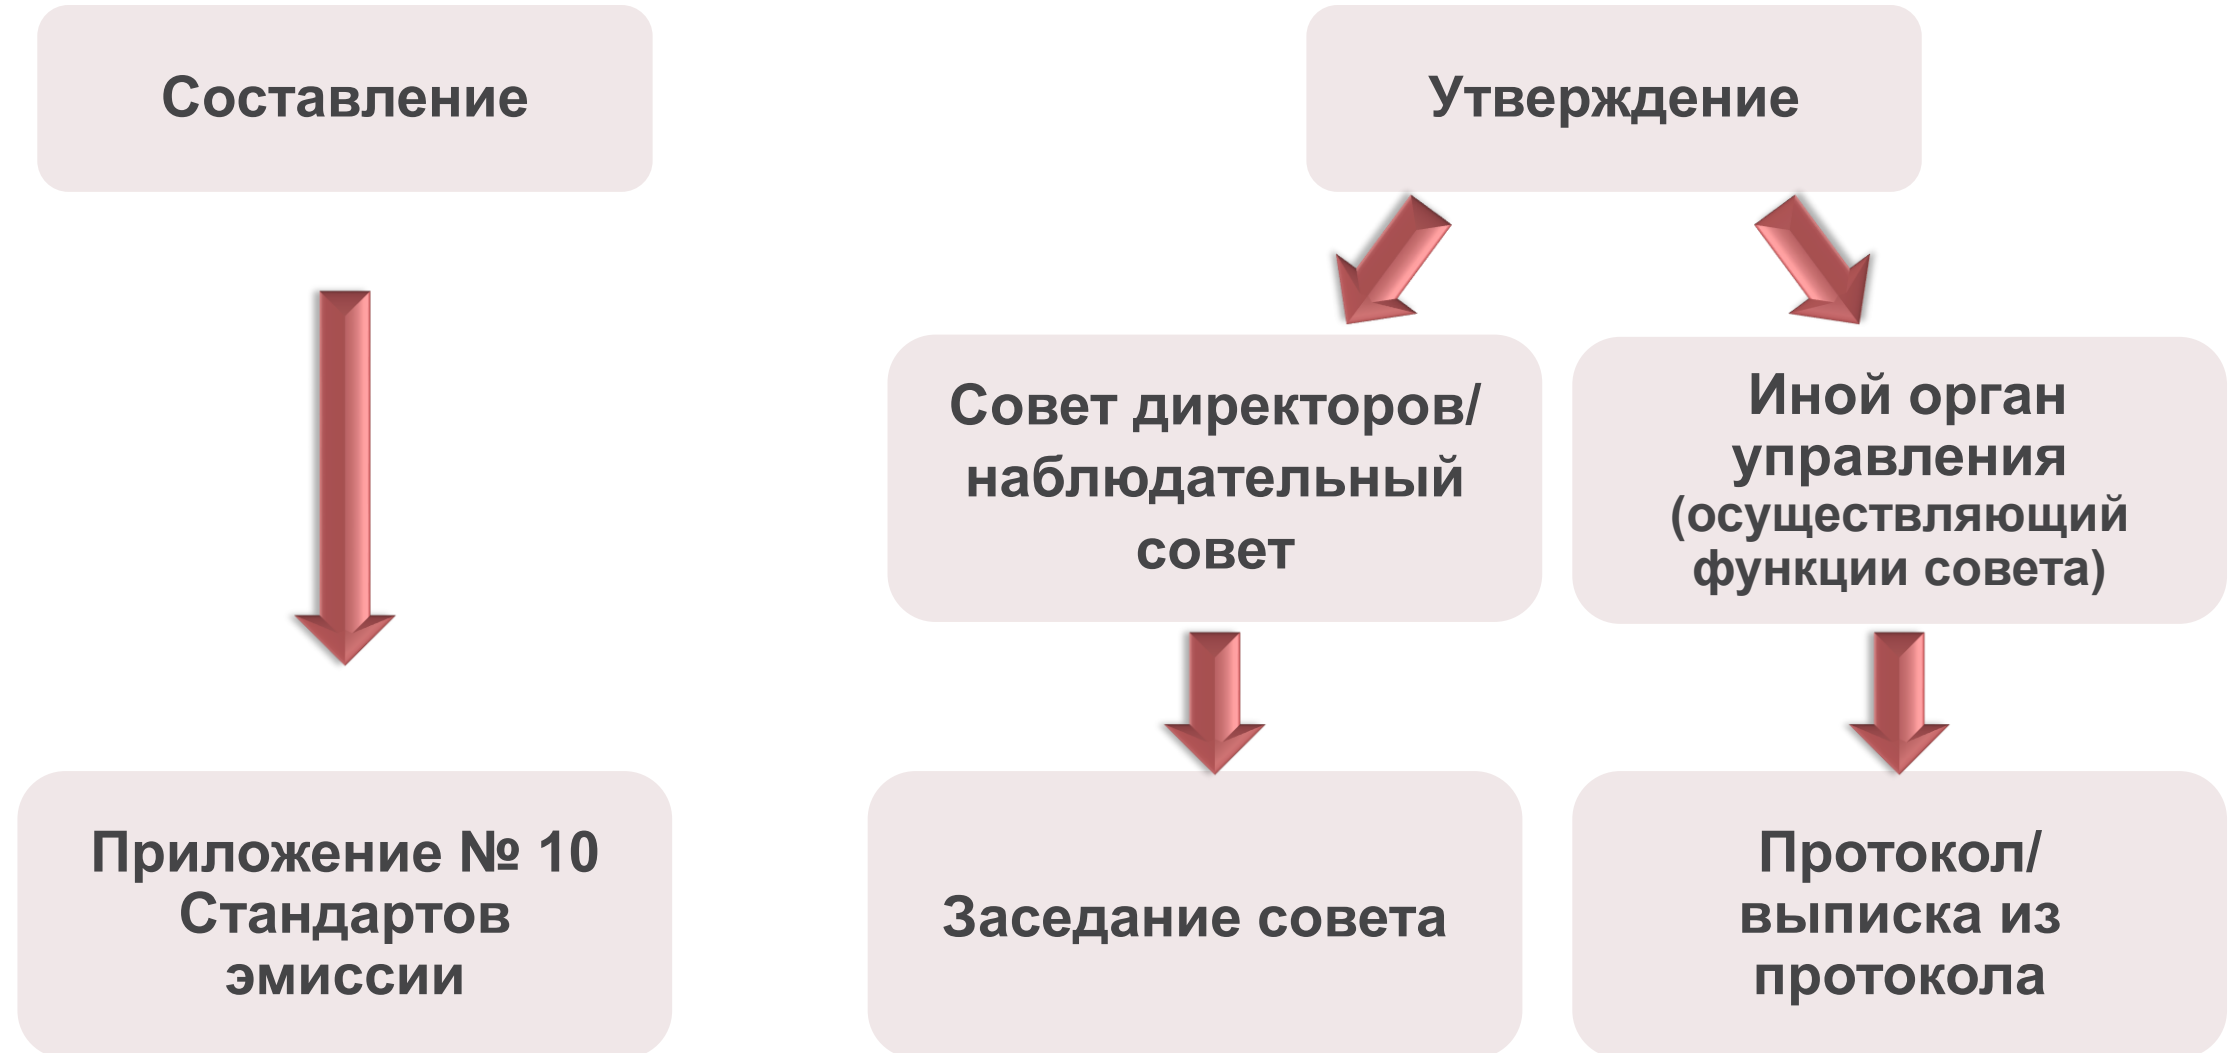 Составление
Утверждение
Совет директоров/
наблюдательный
совет
Иной орган
управления
(осуществляющий
функции совета)
Приложение № 10
Стандартов
эмиссии
Заседание совета
Протокол/
выписка из
протокола